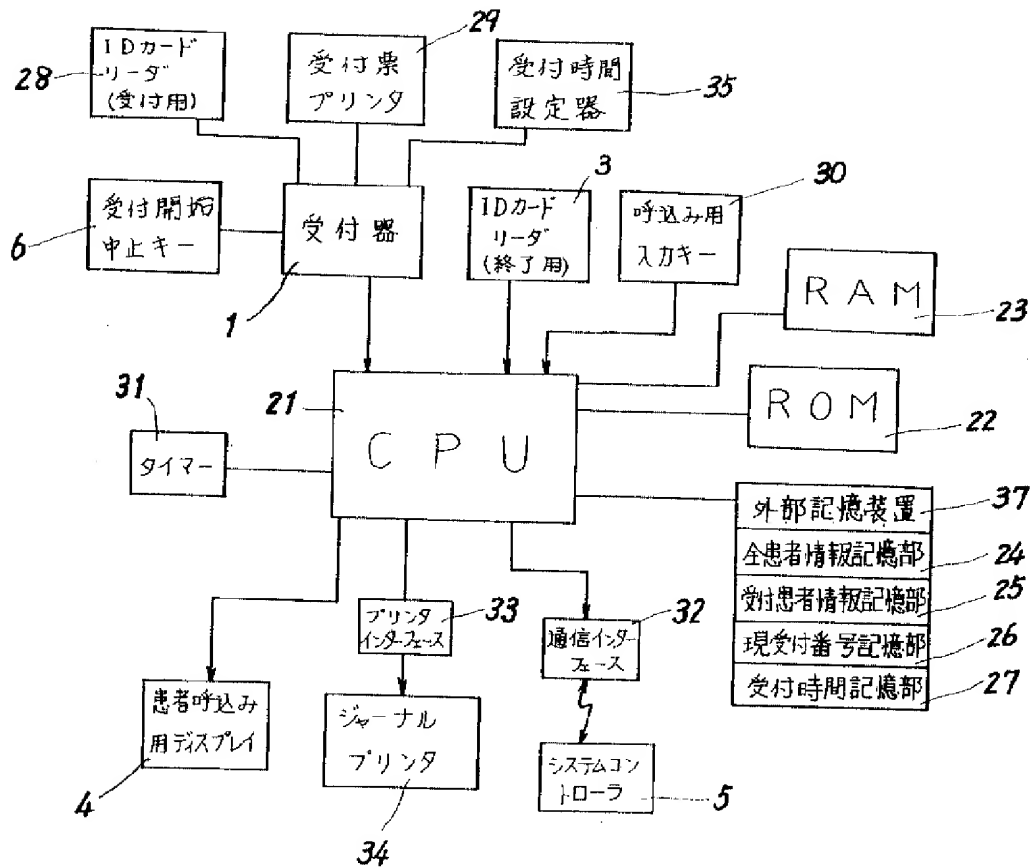 IDカード
リーダ
(受付用)
28
受付票
プリンタ
29
受付時間
設定器
35
受付開始
中止キー
6
受付器
1
IDカード
リーダ
(終了用)
3
呼込み用
入力キー
30
RAM
23
ROM
22
CPU
21
タイマー
31
外部記憶装置
37
全患者情報記憶部
24
受付患者情報記憶部
25
現受付番号記憶部
26
受付時間記憶部
27
プリンタ
インターフェース
33
通信インター
フェース
32
患者呼込み
用ディスプレイ
4
ジャーナル
プリンタ
34
システムコン
トローラ
5